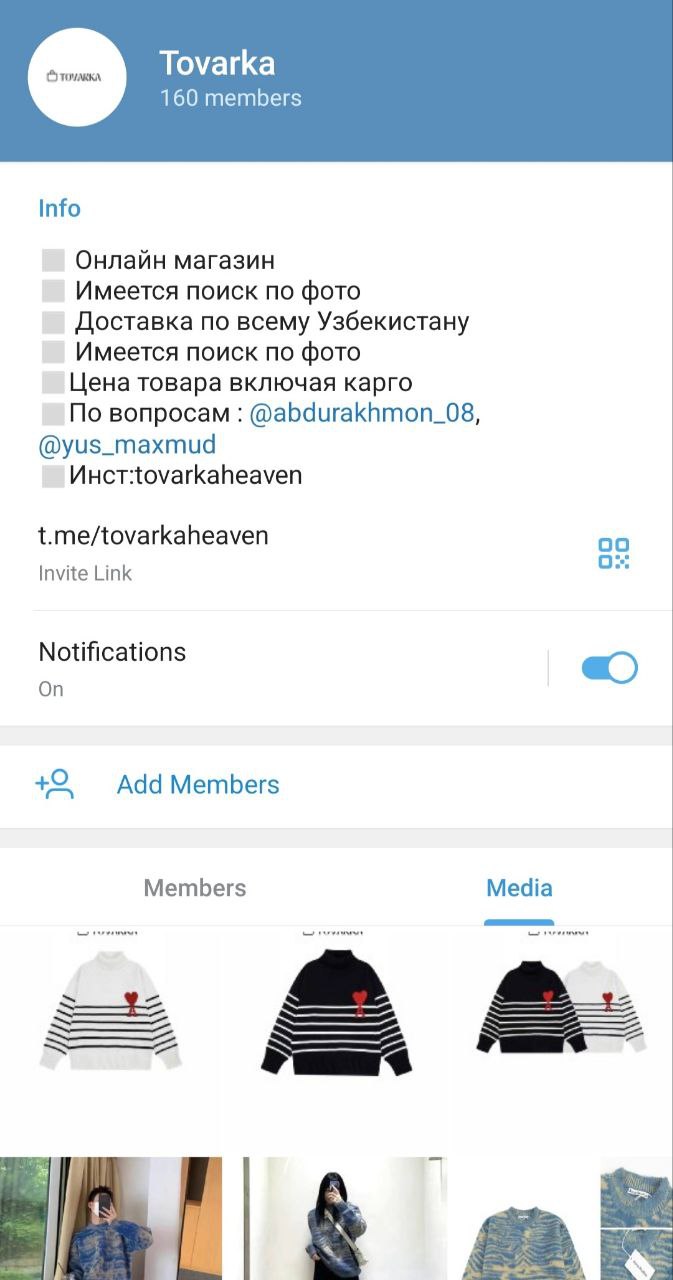 TOVARKA
Tovarka
160 members
Info
Онлайн магазин
Имеется поиск по фото
Доставка по всему Узбекистану
Имеется поиск по фото
Цена товара включая карго
По вопросам : @abdurakhmon_08,
@yus_maxmud
Инст:tovarkaheaven
t.me/tovarkaheaven
Invite Link
Notifications
On
Add Members
Members
Media